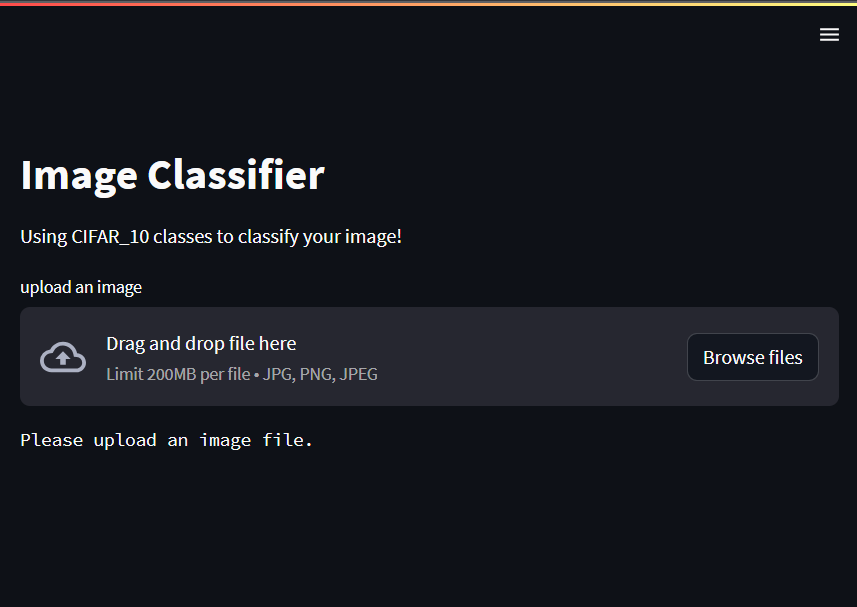 Image Classifier
Using CIFAR_10 classes to classify your image!
upload an image
Drag and drop file here
Limit 200MB per file • JPG, PNG, JPEG
Browse files
Please upload an image file.